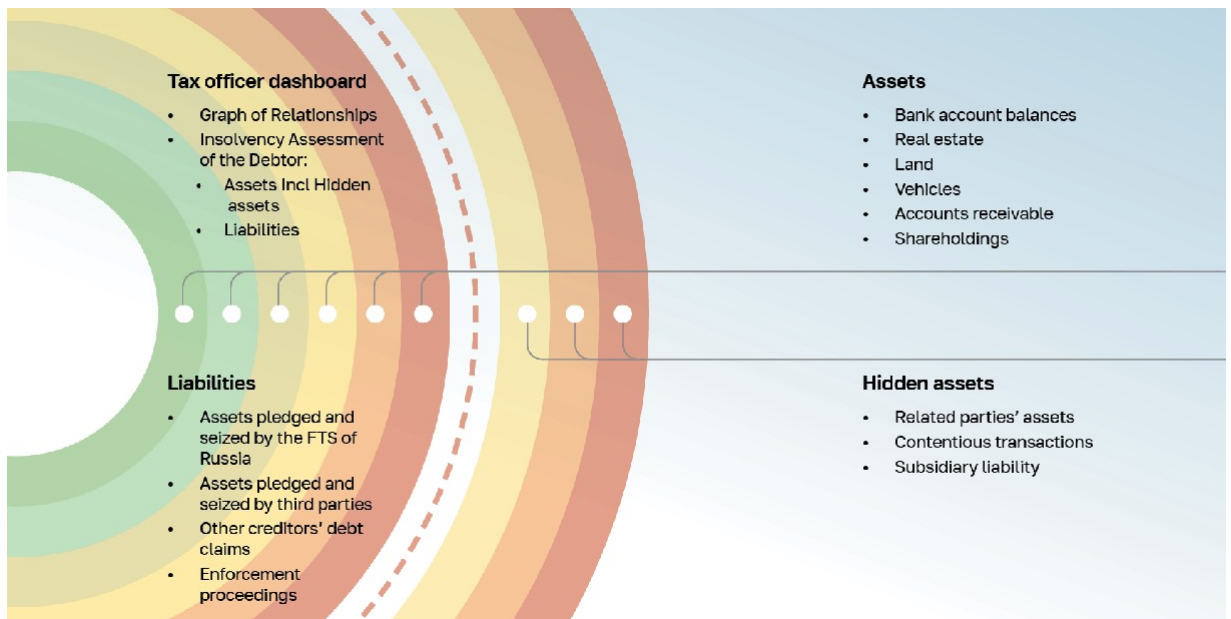 Tax officer dashboard
• Graph of Relationships
• Insolvency Assessment
of the Debtor:
• Assets Incl Hidden
assets
• Liabilities
Assets
• Bank account balances
• Real estate
• Land
• Vehicles
• Accounts receivable
• Shareholdings
Liabilities
• Assets pledged and
seized by the FTS of
Russia
• Assets pledged and
seized by third parties
• Other creditors' debt
claims
• Enforcement
proceedings
Hidden assets
• Related parties' assets
• Contentious transactions
• Subsidiary liability